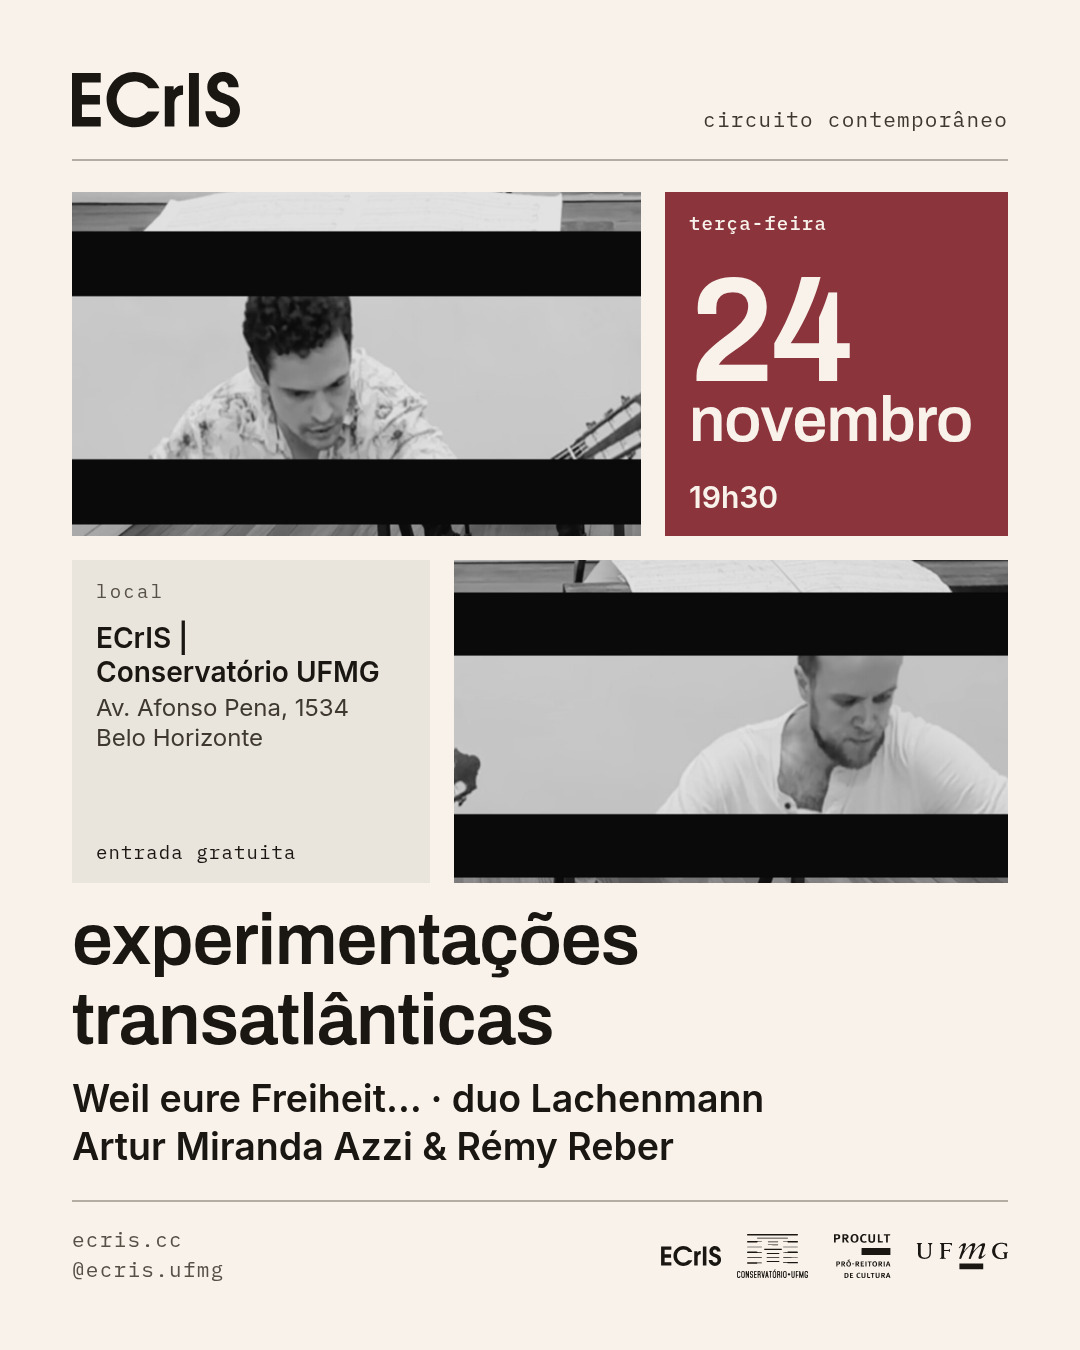 ECrIS
circuito contemporâneo
terça-feira
24
novembro
19h30
local
ECrIS |
Conservatório UFMG
Av. Afonso Pena, 1534
Belo Horizonte
entrada gratuita
experimentações
transatlânticas
Weil eure Freiheit... · duo Lachenmann
Artur Miranda Azzi & Rémy Reber
ecris.cc
@ecris.ufmg
ECrIS
CONSERVATÓRIO•UFMG
PROCULT
PRÓ-REITORIA
DE CULTURA
UFmG